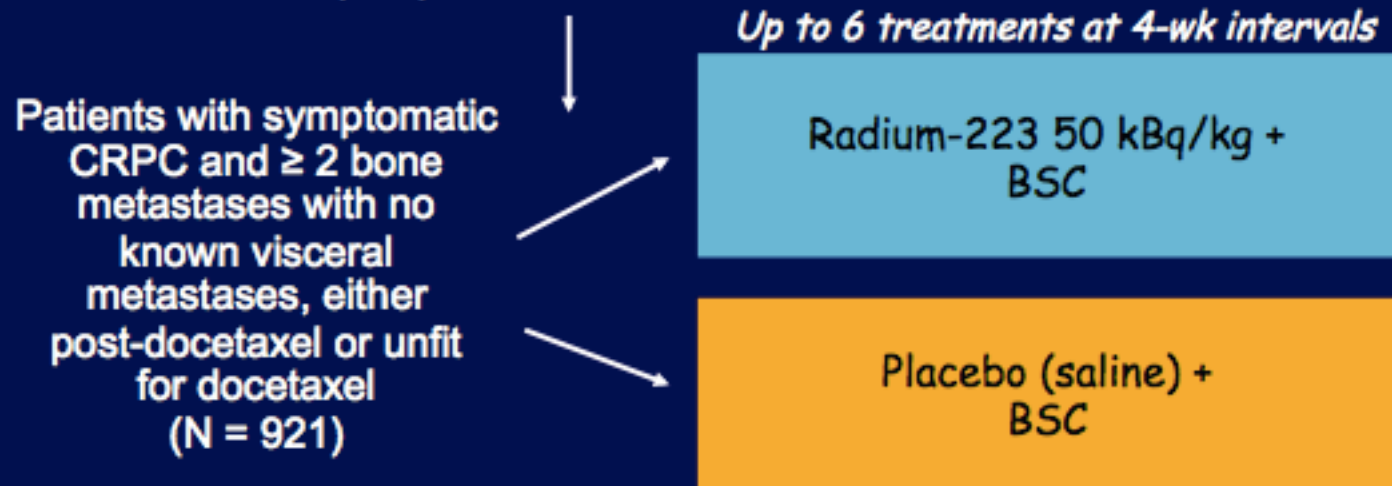 Up to 6 treatments at 4-wk intervals
Patients with symptomatic
CRPC and ≥ 2 bone
metastases with no
known visceral
metastases, either
post-docetaxel or unfit
for docetaxel
(N = 921)
Radium-223 50 kBq/kg +
BSC
Placebo (saline) +
BSC